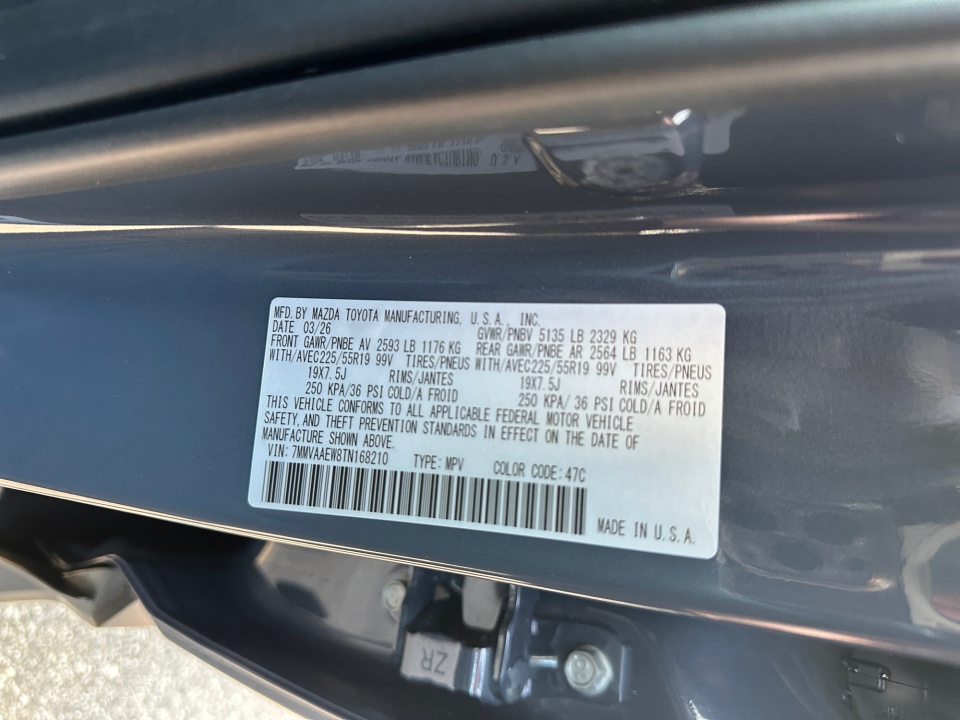 MFD. BY MAZDA TOYOTA MANUFACTURING, U.S.A., INC.
DATE 03/26 GVWR/PNBV 5135 LB 2329 KG
FRONT GAWR/PNBE AV 2593 LB 1176 KG REAR GAWR/PNBE AR 2564 LB 1163 KG
WITH/AVEC225/55R19 99V TIRES/PNEUS WITH/AVEC225/55R19 99V TIRES/PNEUS
19X7.5J RIMS/JANTES 19X7.5J RIMS/JANTES
250 KPA/36 PSI COLD/A FROID 250 KPA/ 36 PSI COLD/A FROID
THIS VEHICLE CONFORMS TO ALL APPLICABLE FEDERAL MOTOR VEHICLE
SAFETY, AND THEFT PREVENTION STANDARDS IN EFFECT ON THE DATE OF
MANUFACTURE SHOWN ABOVE.
VIN: 7MMVAAEW8TN168210 TYPE: MPV COLOR CODE: 47C
MADE IN U.S.A.
ZR